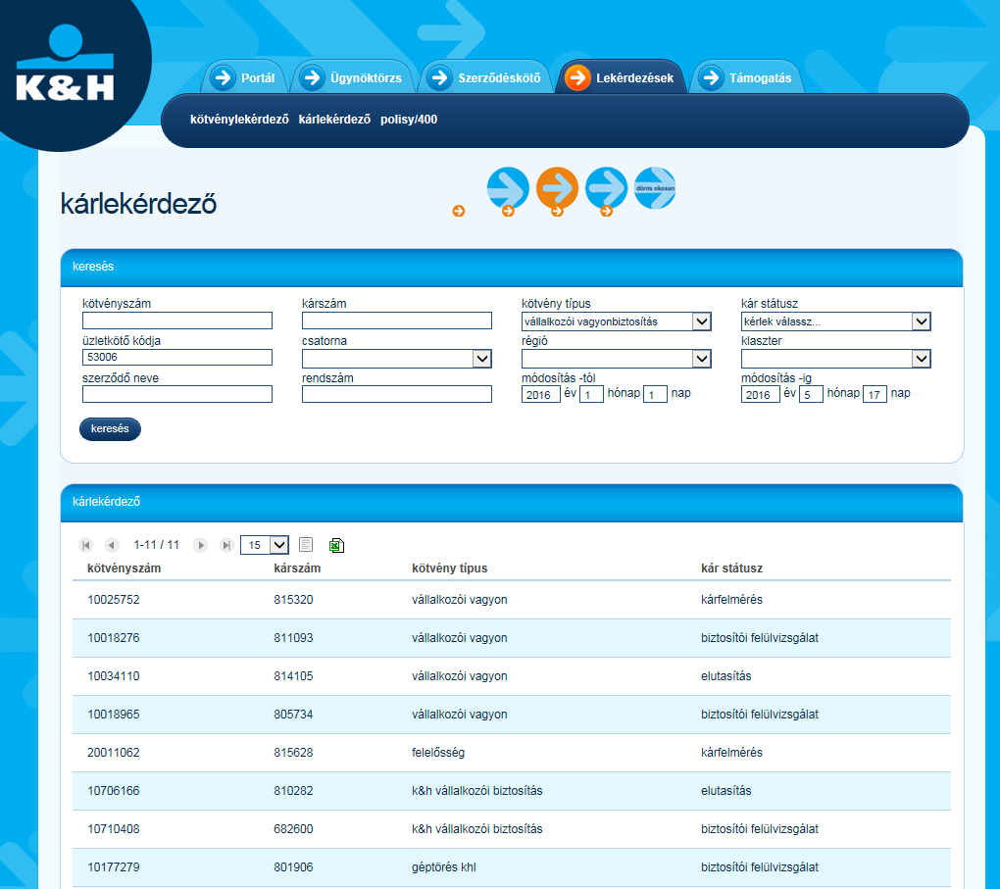 K&H
Portál Ügynöktörzs Szerződéskötő Lekérdezések Támogatás
kötvénylekérdező kárlekérdező polisy/400
dönts okosan
kárlekérdező
keresés
kötvényszám kárszám kötvény típus kár státusz
vállalkozói vagyonbiztosítás kérlek válassz...
üzletkötő kódja csatorna régió klaszter
53006
szerződő neve rendszám módosítás -tól módosítás -ig
2016 év 1 hónap 1 nap 2016 év 5 hónap 17 nap
keresés
kárlekérdező
1-11 / 11 15
kötvényszám kárszám kötvény típus kár státusz
10025752 815320 vállalkozói vagyon kárfelmérés
10018276 811093 vállalkozói vagyon biztosítói felülvizsgálat
10034110 814105 vállalkozói vagyon elutasítás
10018965 805734 vállalkozói vagyon biztosítói felülvizsgálat
20011062 815628 felelősség kárfelmérés
10706166 810282 k&h vállalkozói biztosítás elutasítás
10710408 682600 k&h vállalkozói biztosítás biztosítói felülvizsgálat
10177279 801906 géptörés khl biztosítói felülvizsgálat